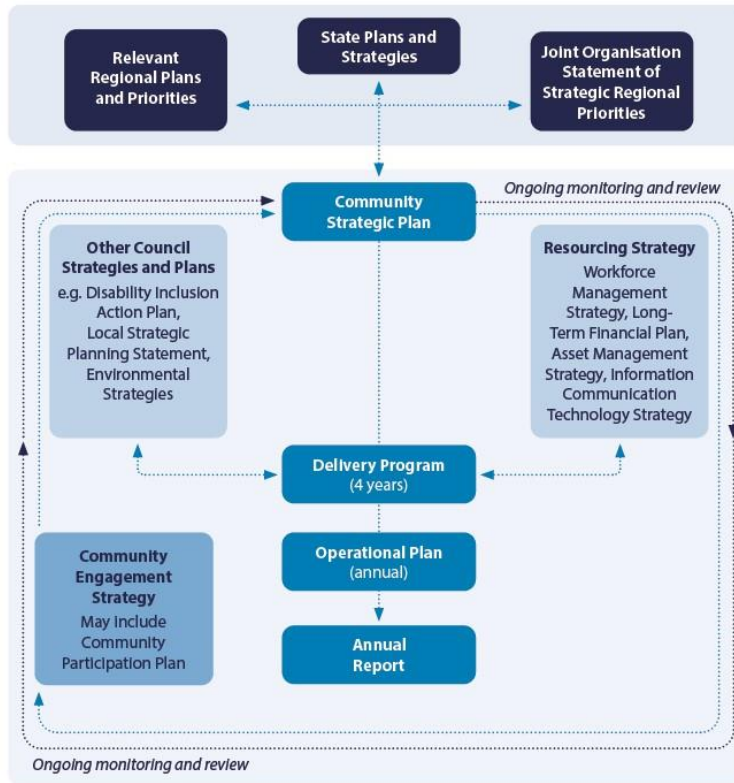 Relevant
Regional Plans
and Priorities
State Plans and
Strategies
Joint Organisation
Statement of
Strategic Regional
Priorities
Ongoing monitoring and review
Community
Strategic Plan
Other Council
Strategies and Plans
e.g. Disability Inclusion
Action Plan,
Local Strategic
Planning Statement,
Environmental
Strategies
Resourcing Strategy
Workforce
Management
Strategy, Long-
Term Financial Plan,
Asset Management
Strategy, Information
Communication
Technology Strategy
Delivery Program
(4 years)
Community
Engagement
Strategy
May Include
Community
Participation Plan
Operational Plan
(annual)
Annual
Report
Ongoing monitoring and review